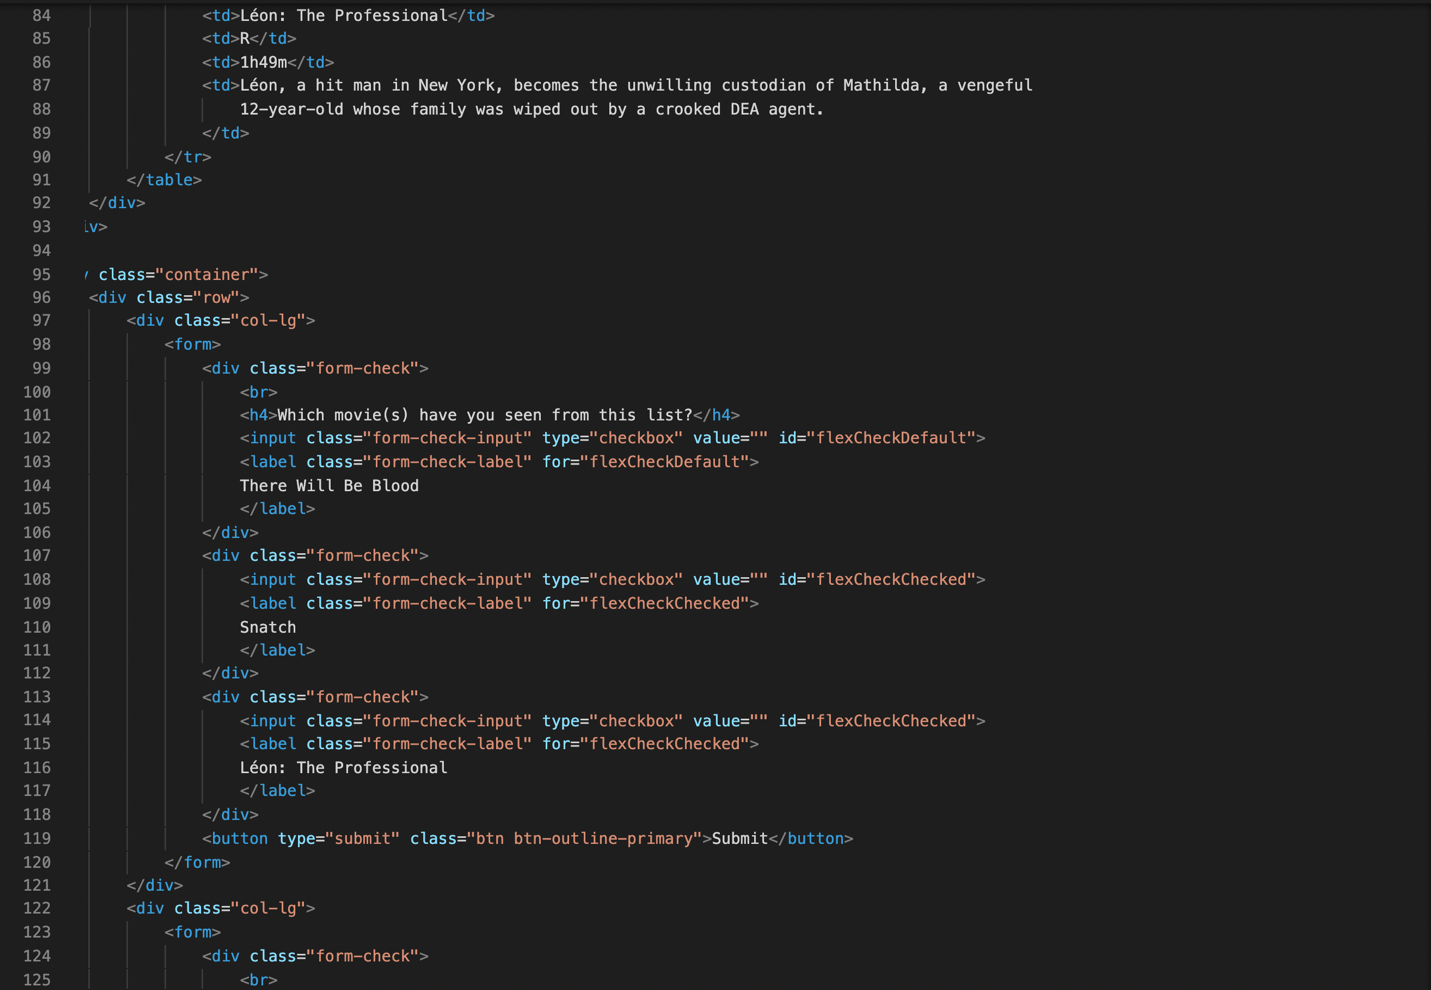 84 <td>Léon: The Professional</td>
85 <td>R</td>
86 <td>1h49m</td>
87 <td>Léon, a hit man in New York, becomes the unwilling custodian of Mathilda, a vengeful
88 12-year-old whose family was wiped out by a crooked DEA agent.
89 </td>
90 </tr>
91 </table>
92 </div>
93 iv>
94
95 class="container">
96 <div class="row">
97 <div class="col-lg">
98 <form>
99 <div class="form-check">
100 <br>
101 <h4>Which movie(s) have you seen from this list?</h4>
102 <input class="form-check-input" type="checkbox" value="" id="flexCheckDefault">
103 <label class="form-check-label" for="flexCheckDefault">
104 There Will Be Blood
105 </label>
106 </div>
107 <div class="form-check">
108 <input class="form-check-input" type="checkbox" value="" id="flexCheckChecked">
109 <label class="form-check-label" for="flexCheckChecked">
110 Snatch
111 </label>
112 </div>
113 <div class="form-check">
114 <input class="form-check-input" type="checkbox" value="" id="flexCheckChecked">
115 <label class="form-check-label" for="flexCheckChecked">
116 Léon: The Professional
117 </label>
118 </div>
119 <button type="submit" class="btn btn-outline-primary">Submit</button>
120 </form>
121 </div>
122 <div class="col-lg">
123 <form>
124 <div class="form-check">
125 <br>